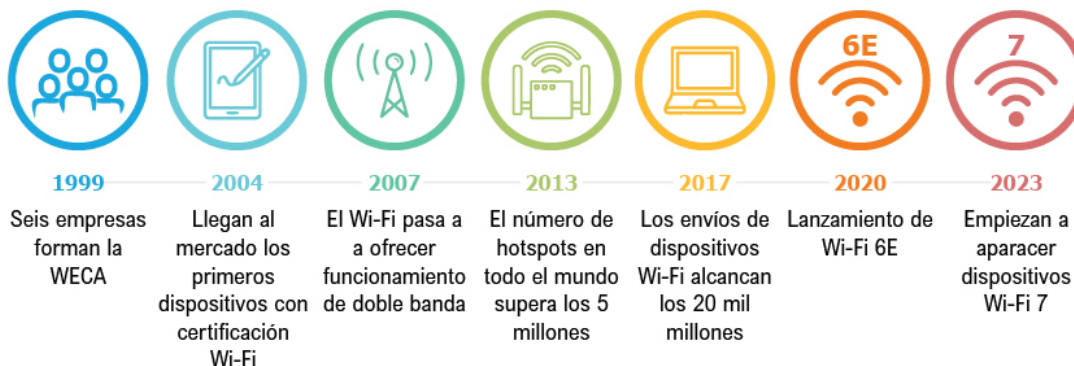 6E
7
1999
Seis empresas
forman la
WECA
2004
Llegan al
mercado los
primeros
dispositivos con
certificación
Wi-Fi
2007
El Wi-Fi pasa a
a ofrecer
funcionamiento
de doble banda
2013
El número de
hotspots en
todo el mundo
supera los 5
millones
2017
Los envíos de
dispositivos
Wi-Fi alcancan
los 20 mil
millones
2020
Lanzamiento de
Wi-Fi 6E
2023
Empiezan a
aparacer
dispositivos
Wi-Fi 7